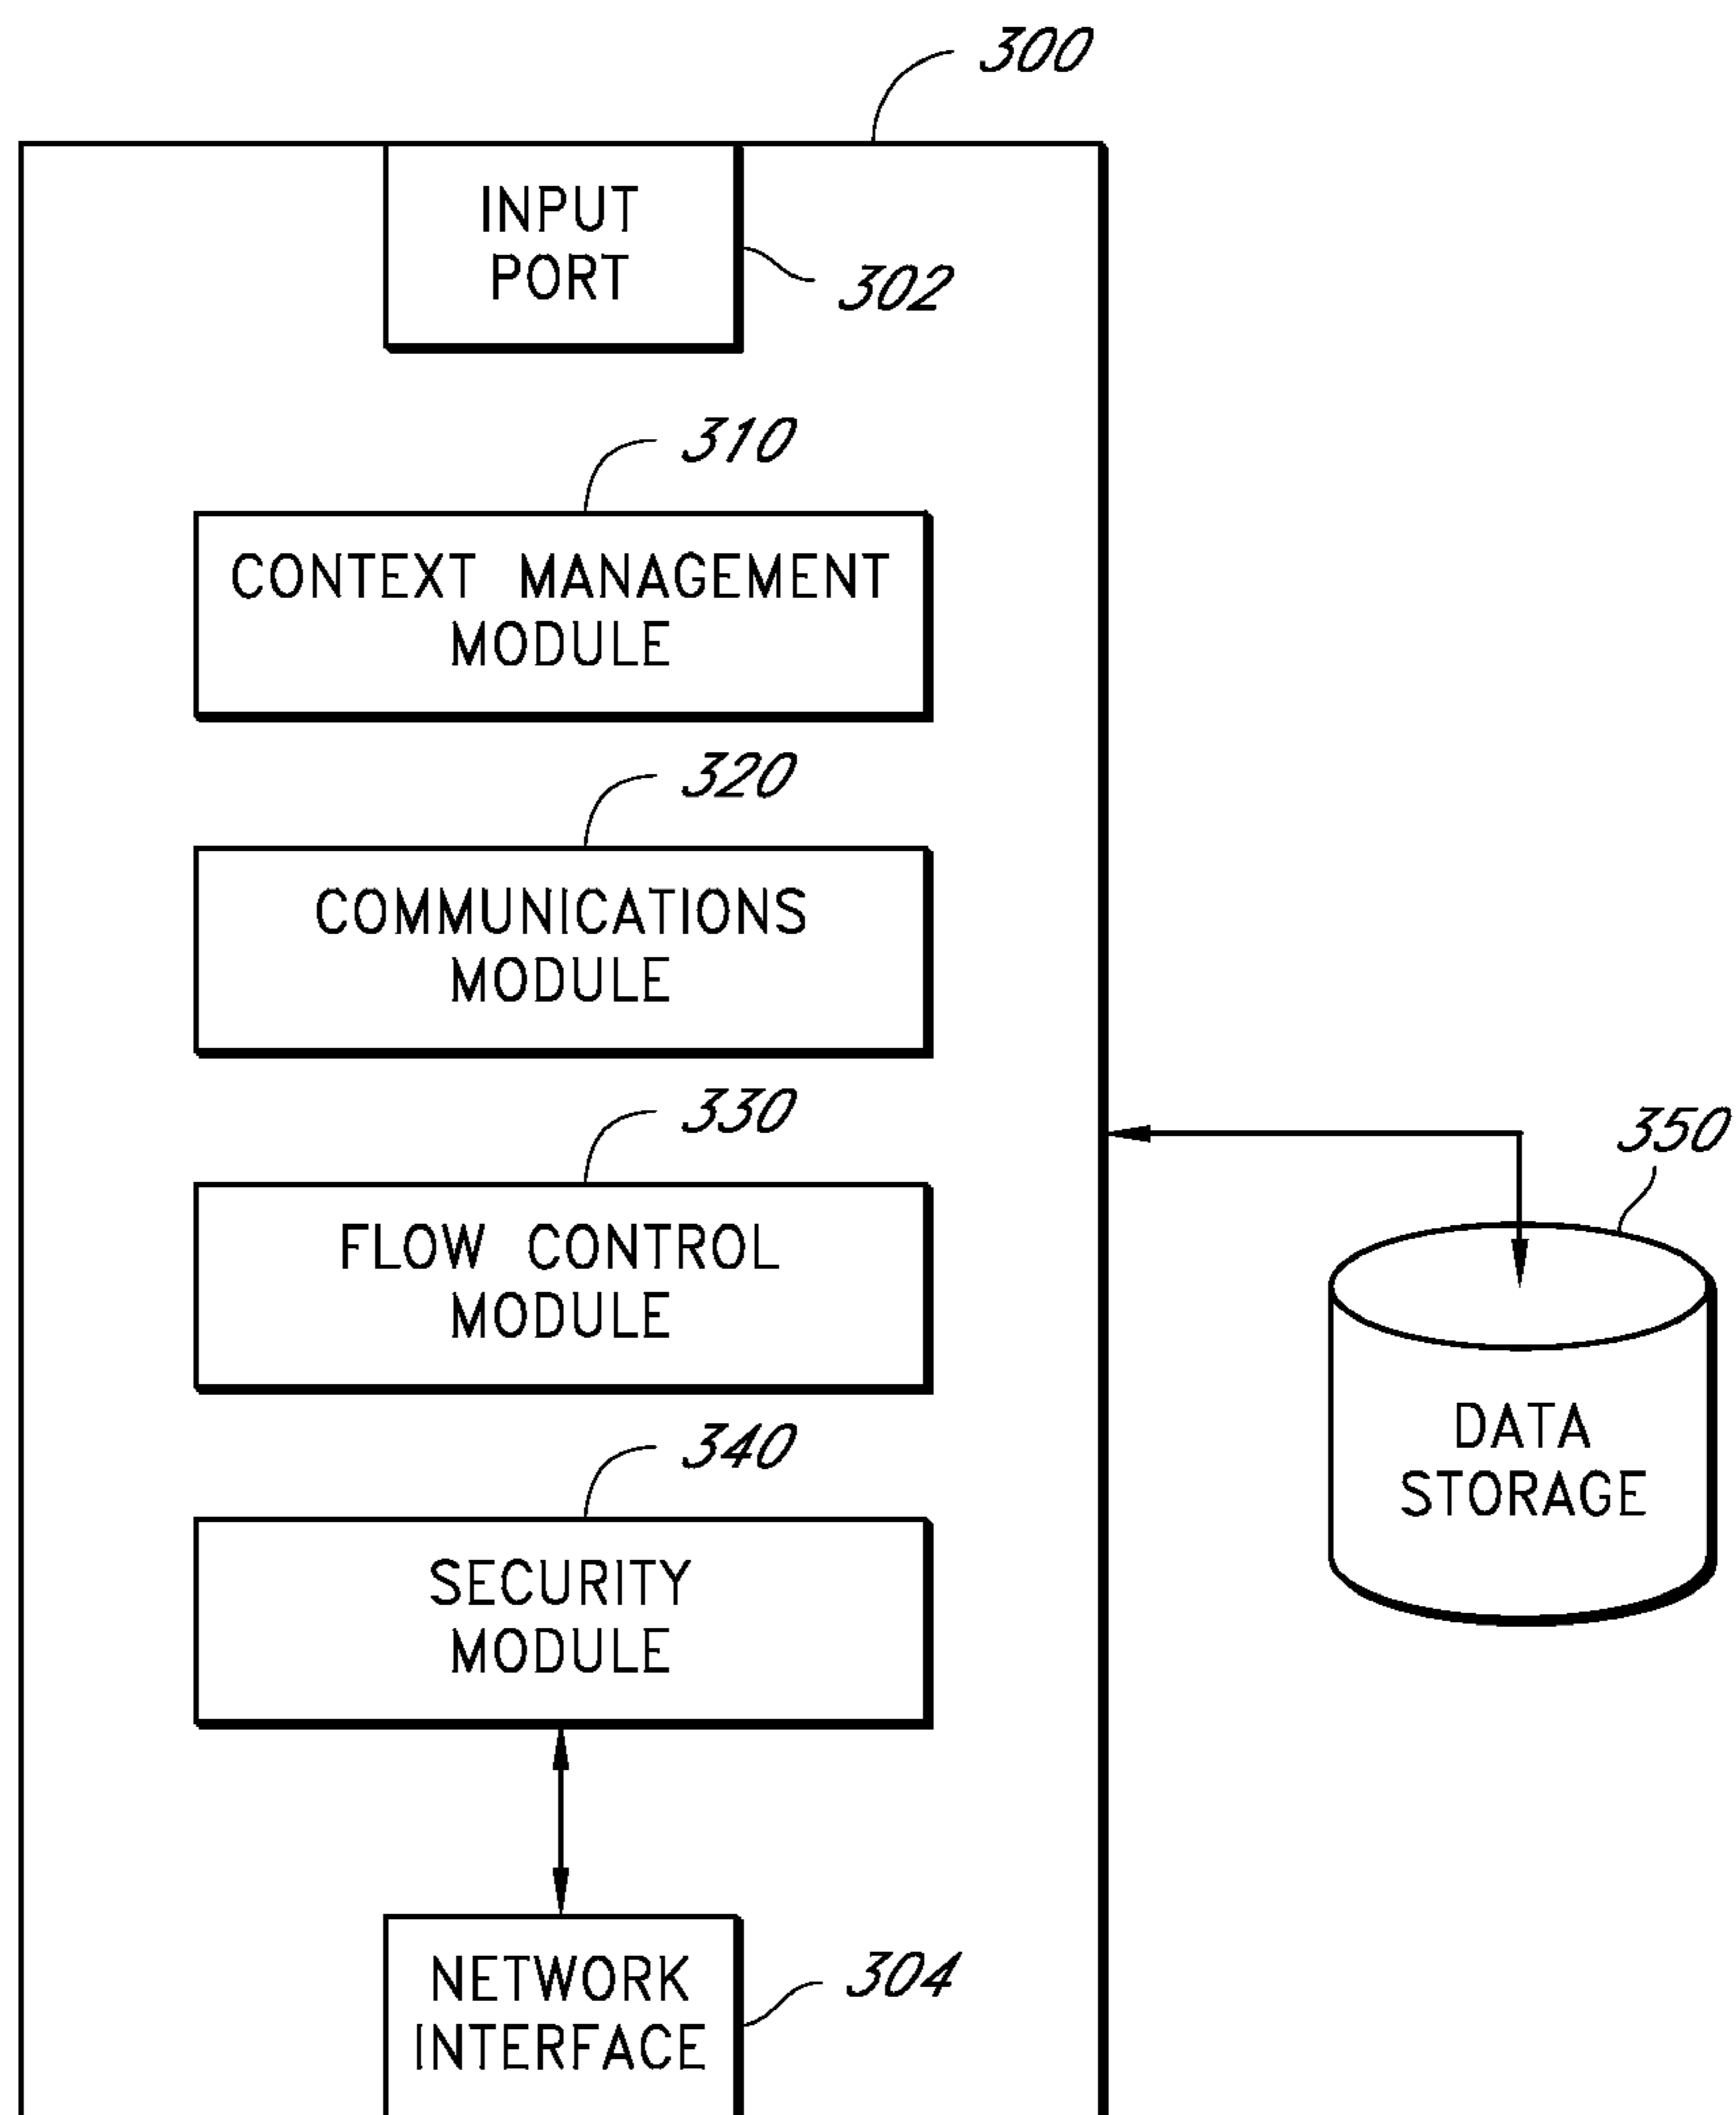 300
INPUT
PORT
302
310
CONTEXT MANAGEMENT
MODULE
320
COMMUNICATIONS
MODULE
330
FLOW CONTROL
MODULE
350
340
SECURITY
MODULE
DATA
STORAGE
NETWORK
INTERFACE
304